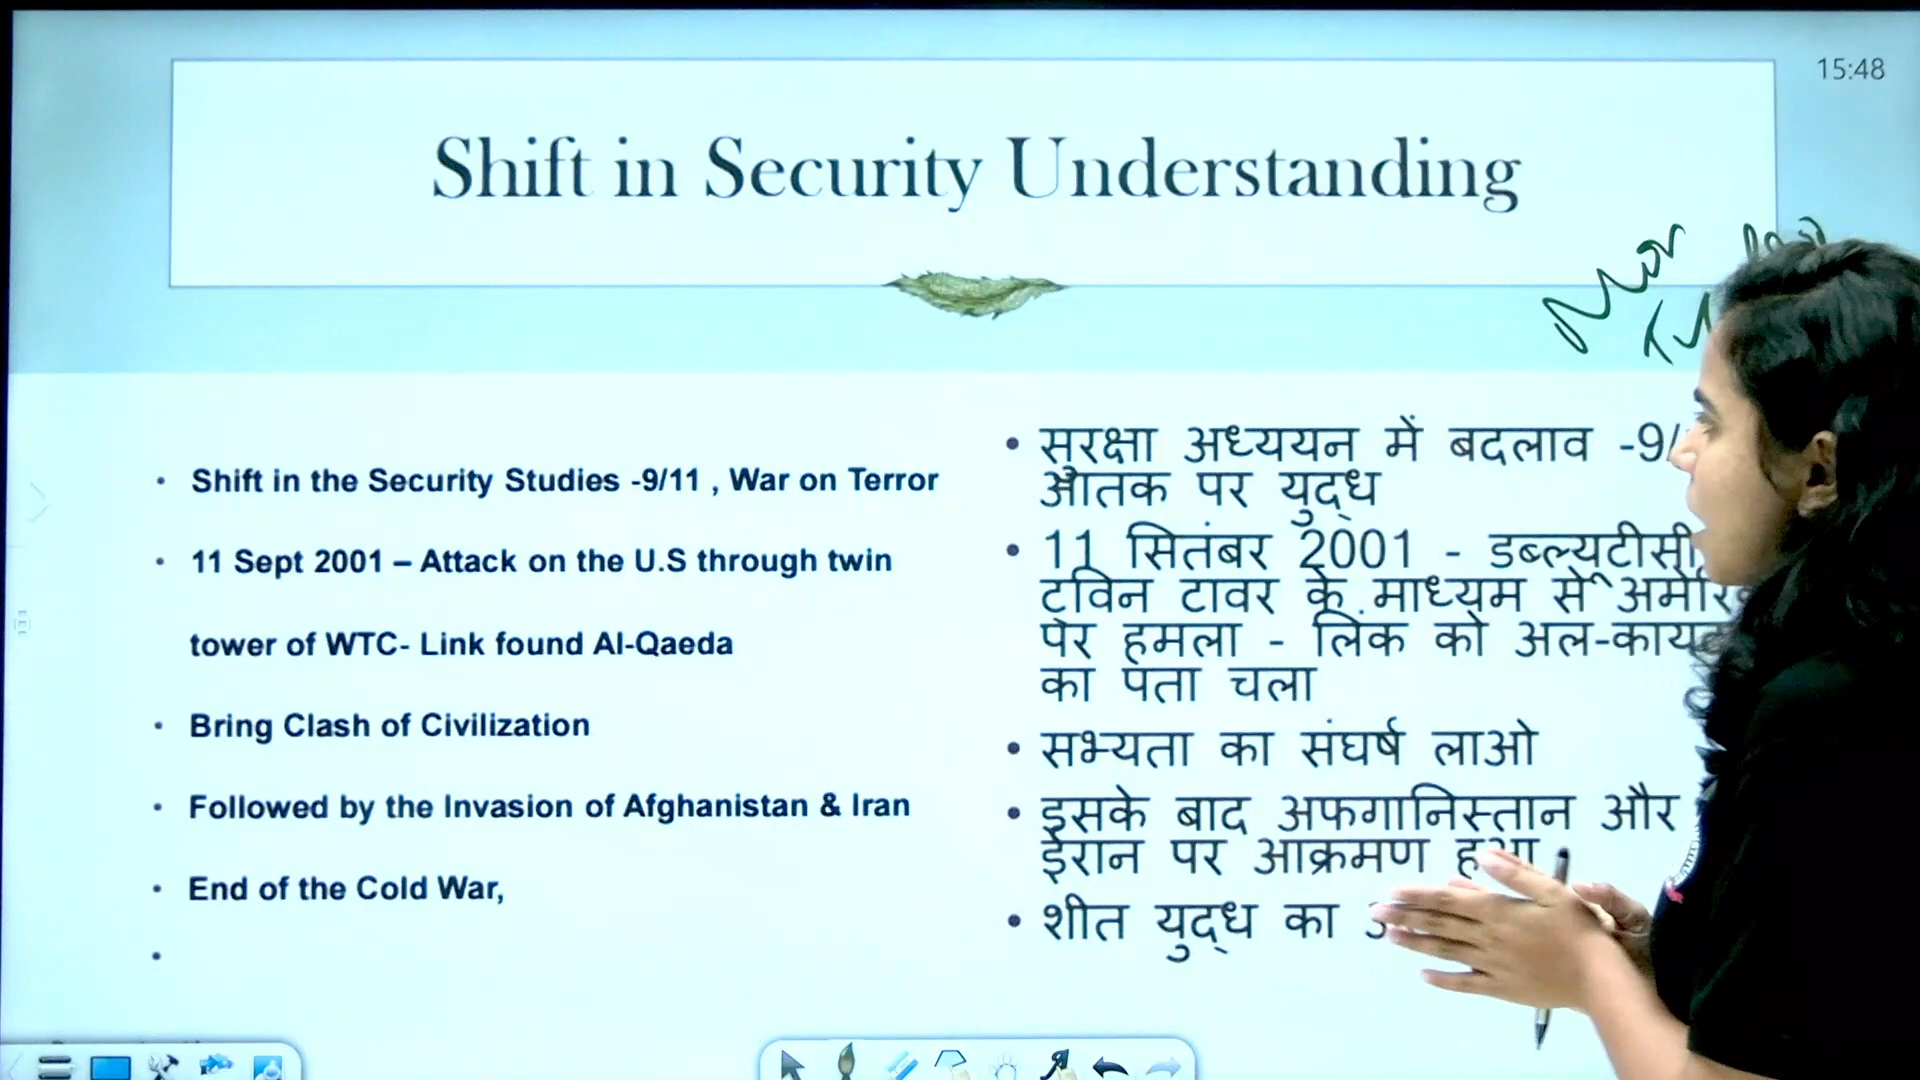 15:48
Shift in Security Understanding
• Shift in the Security Studies -9/11 , War on Terror
• 11 Sept 2001 – Attack on the U.S through twin
tower of WTC- Link found Al-Qaeda
• Bring Clash of Civilization
• Followed by the Invasion of Afghanistan & Iran
• End of the Cold War,
•
• सुरक्षा अध्ययन में बदलाव -9/
आतंक पर युद्ध
• 11 सितंबर 2001 - डब्ल्यूटीसी
ट्विन टावर के माध्यम से
पर हमला - लिंक को
का पता चला
• सभ्यता का संघर्ष लाओ
• इसके बाद अफगानिस्तान और
ईरान पर आक्रमण हुआ
• शीत युद्ध का